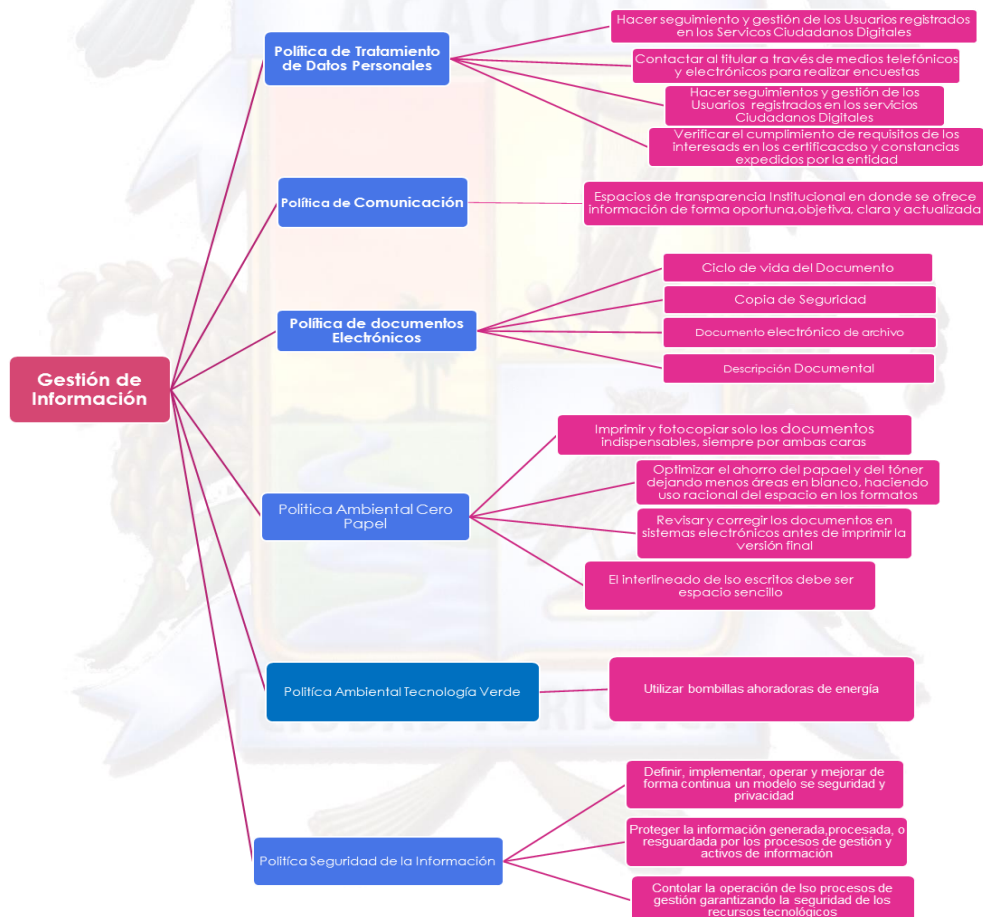 Gestión de
Información
Política de Tratamiento
de Datos Personales
Hacer seguimiento y gestión de los Usuarios registrados
en los Servicos Ciudadanos Digitales
Contactar al titular a través de medios telefónicos
y electrónicos para realizar encuestas
Hacer seguimientos y gestión de los
Usuarios registrados en los servicios
Ciudadanos Digitales
Verificar el cumplimiento de requisitos de los
interesads en los certificacdso y constancias
expedidos por la entidad
Política de Comunicación
Espacios de transparencia Institucional en donde se ofrece
información de forma oportuna,objetiva, clara y actualizada
Política de documentos
Electrónicos
Ciclo de vida del Documento
Copia de Seguridad
Documento electrónico de archivo
Descripción Documental
Politica Ambiental Cero
Papel
Imprimir y fotocopiar solo los documentos
indispensables, siempre por ambas caras
Optimizar el ahorro del papael y del tóner
dejando menos áreas en blanco, haciendo
uso racional del espacio en los formatos
Revisar y corregir los documentos en
sistemas electrónicos antes de imprimir la
versión final
El interlineado de lso escritos debe ser
espacio sencillo
Politíca Ambiental Tecnología Verde
Utilizar bombillas ahoradoras de energía
Politíca Seguridad de la Información
Definir, implementar, operar y mejorar de
forma continua un modelo se seguridad y
privacidad
Proteger la información generada,procesada, o
resguardada por los procesos de gestión y
activos de información
Contolar la operación de lso procesos de
gestión garantizando la seguridad de los
recursos tecnológicos